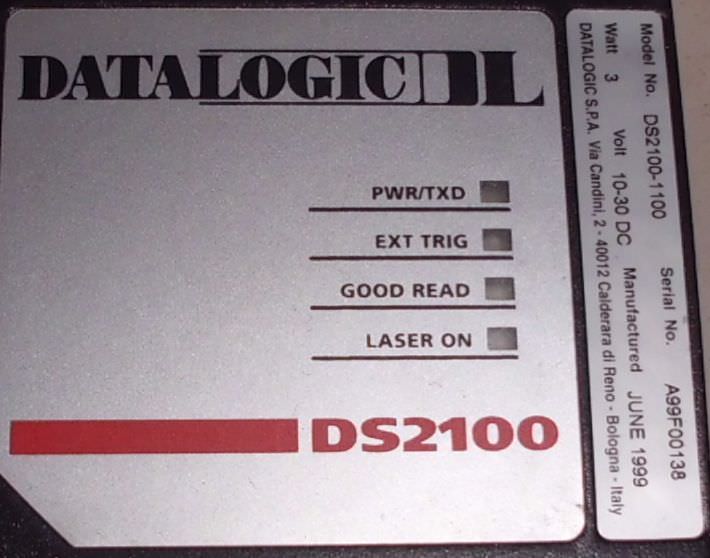 DATALOGIC DL
PWR/TXD
EXT TRIG
GOOD READ
LASER ON
DS2100
Model No. DS2100-1100 Serial No. A99F00138
Watt 3 Volt 10-30 DC Manufactured JUNE 1999
DATALOGIC S.P.A. Via Candini, 2 - 40012 Calderara di Reno - Bologna - Italy